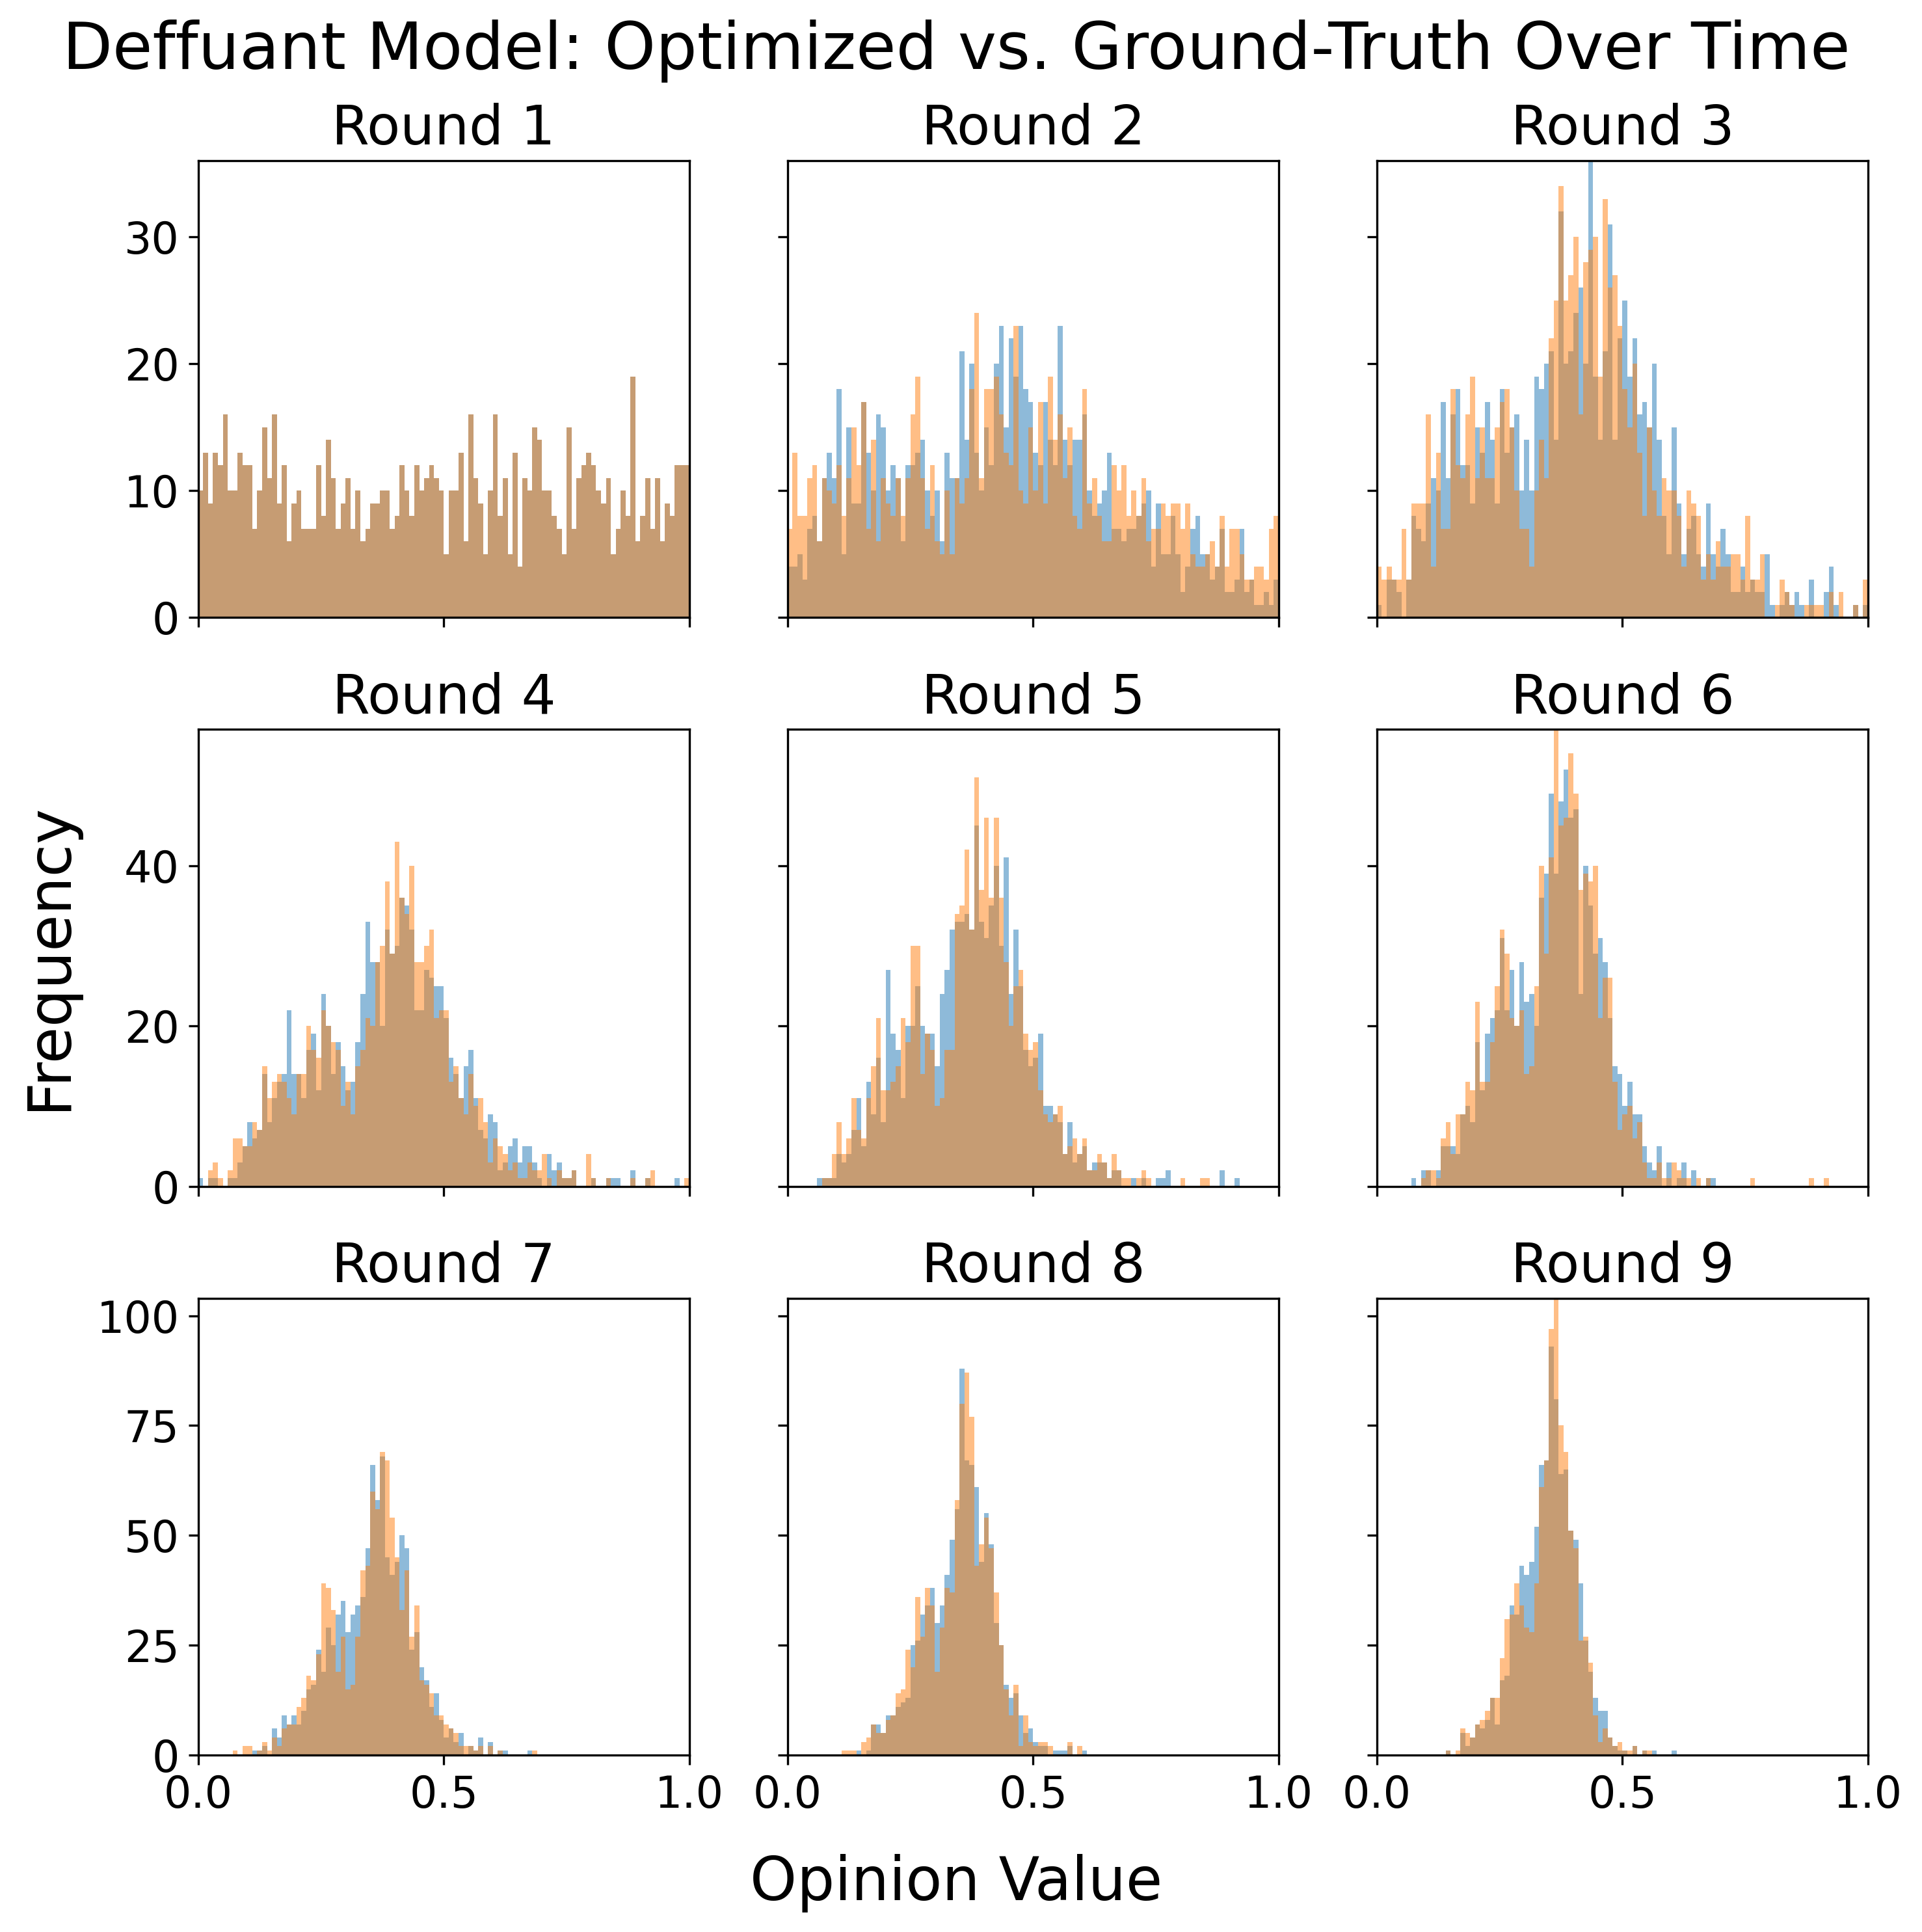 Deffuant Model: Optimized vs. Ground-Truth Over Time
Round 1
Round 2
Round 3
30
20
10
0
Round 4
Round 5
Round 6
Frequency
40
20
0
Round 7
Round 8
Round 9
100
75
50
25
0
0.0 0.5 1.0 0.0 0.5 1.0 0.0 0.5 1.0
Opinion Value